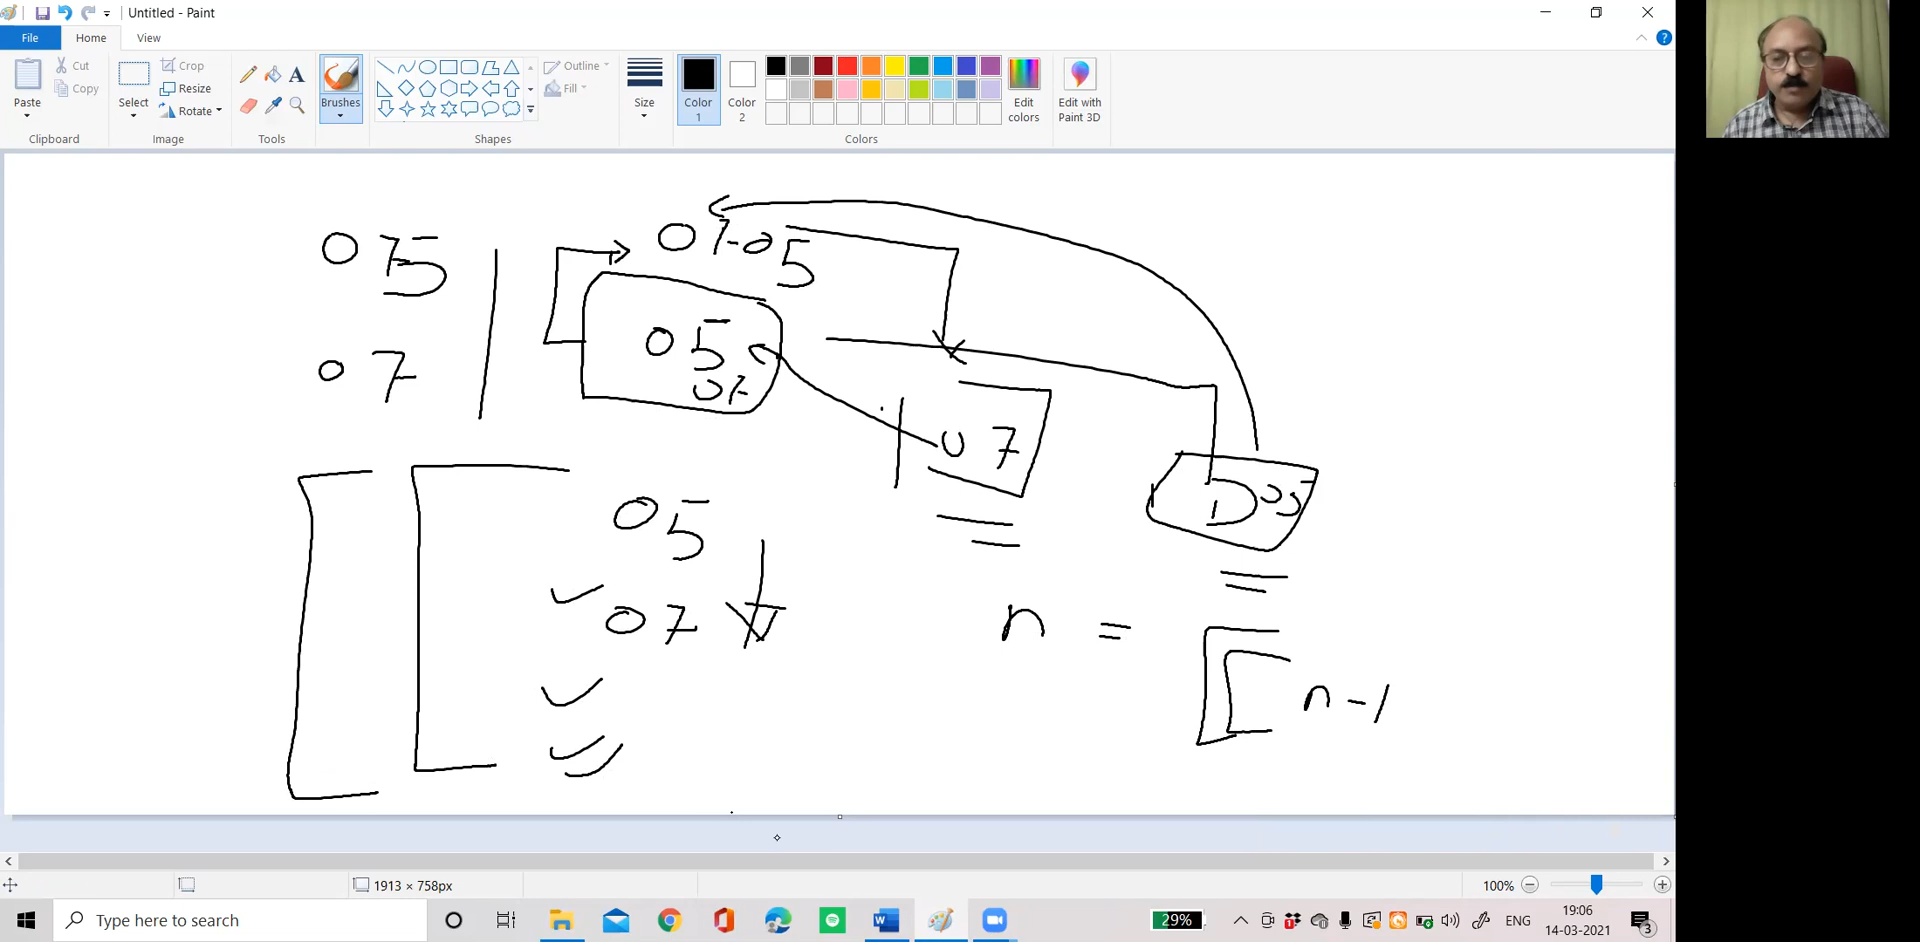 Untitled - Paint
File Home View
Cut
Copy
Paste
Clipboard
Crop
Resize
Rotate
Select
Image
A
Tools
Brushes
Shapes
Outline
Fill
Size
Color 1
Color 2
Edit colors
Colors
Edit with Paint 3D
05
07
05
07
07
05
05
07
n = n-1
1913 × 758px
100%
Type here to search
29%
ENG
19:06
14-03-2021
3